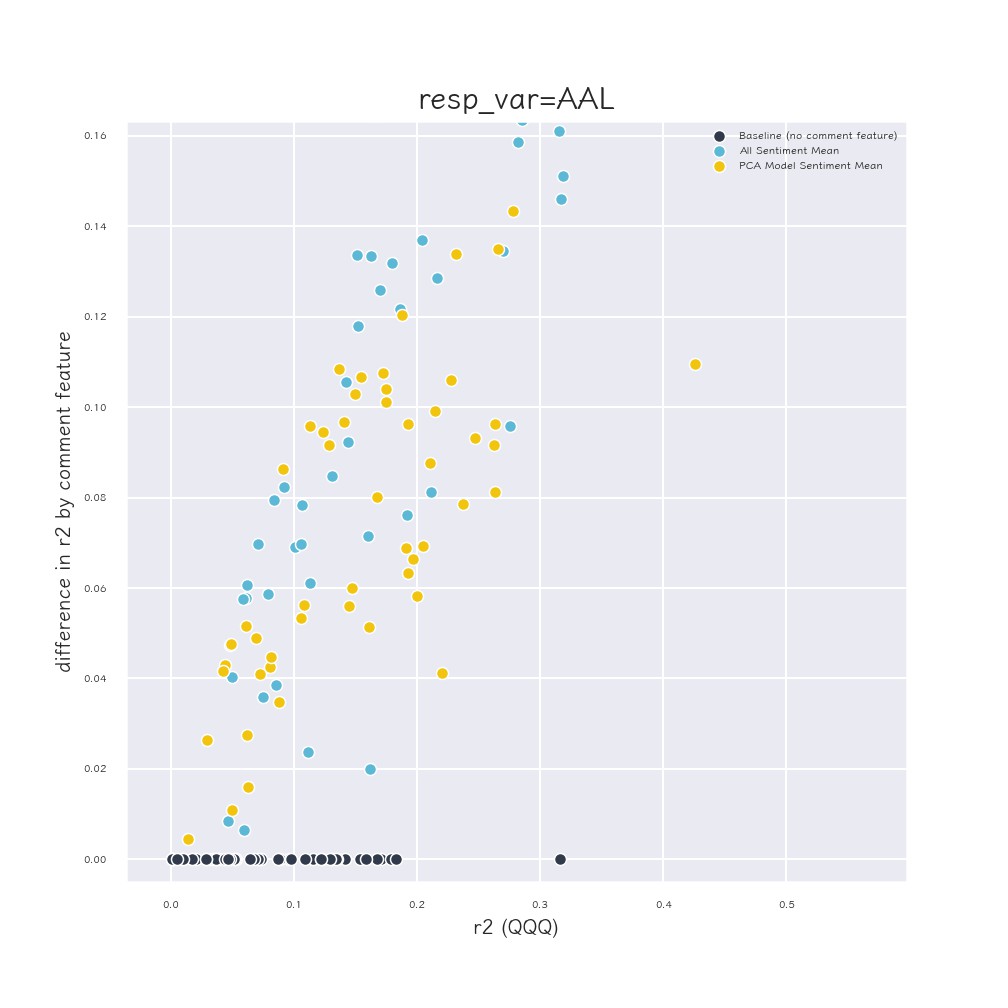 resp_var=AAL
0.16
0.14
0.12
0.10
0.08
0.06
0.04
0.02
0.00
difference in r2 by comment feature
Baseline (no comment feature)
All Sentiment Mean
PCA Model Sentiment Mean
0.0 0.1 0.2 0.3 0.4 0.5
r2 (QQQ)